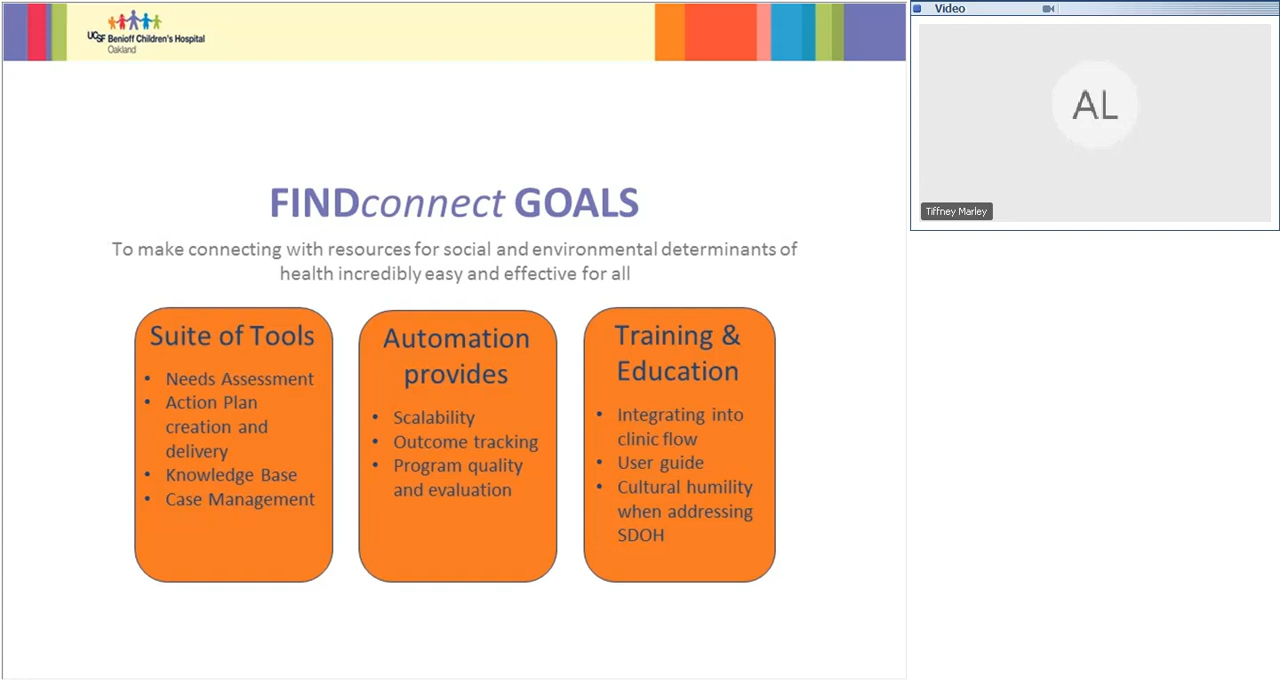 UCSF Benioff Children's Hospital
Oakland
FINDconnect GOALS
To make connecting with resources for social and environmental determinants of
health incredibly easy and effective for all
Suite of Tools
• Needs Assessment
• Action Plan
creation and
delivery
• Knowledge Base
• Case Management
Automation
provides
• Scalability
• Outcome tracking
• Program quality
and evaluation
Training &
Education
• Integrating into
clinic flow
• User guide
• Cultural humility
when addressing
SDOH
Video
AL
Tiffney Marley